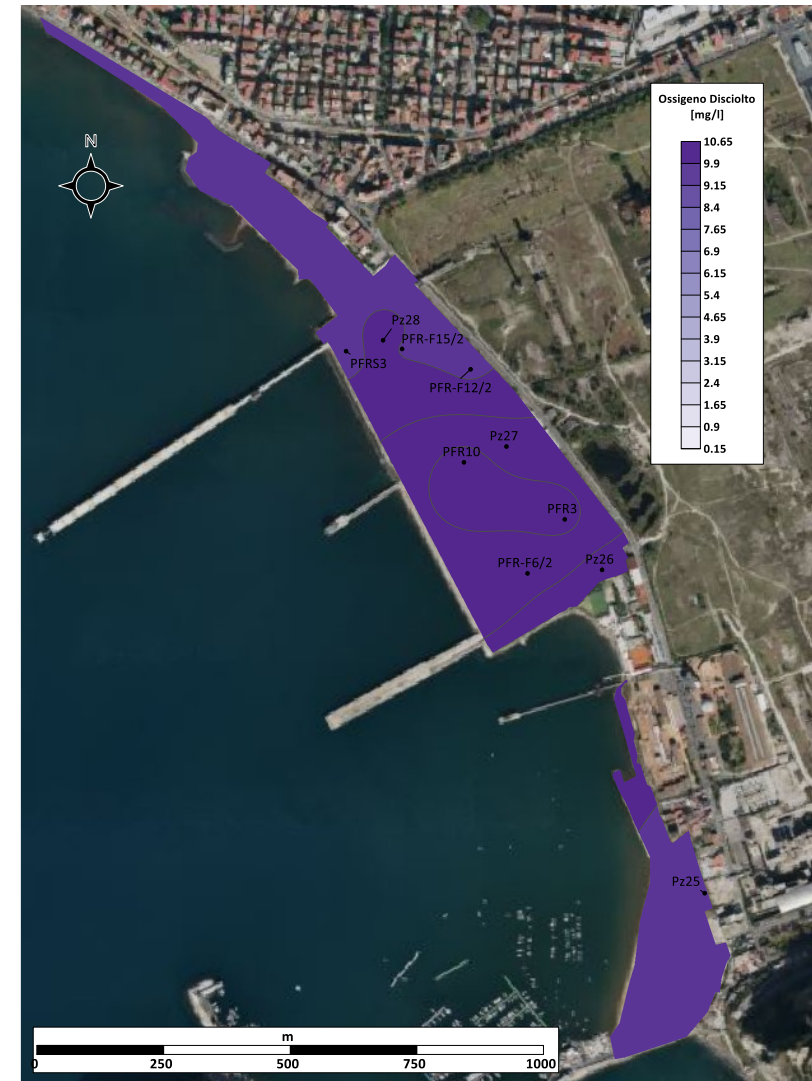 Ossigeno Disciolto
[mg/l]
10.65
9.9
9.15
8.4
7.65
6.9
6.15
5.4
4.65
3.9
3.15
2.4
1.65
0.9
0.15
N
Pz28
PFR-F15/2
PFRS3
PFR-F12/2
Pz27
PFR10
PFR3
PFR-F6/2
Pz26
Pz25
m
0 250 500 750 1000